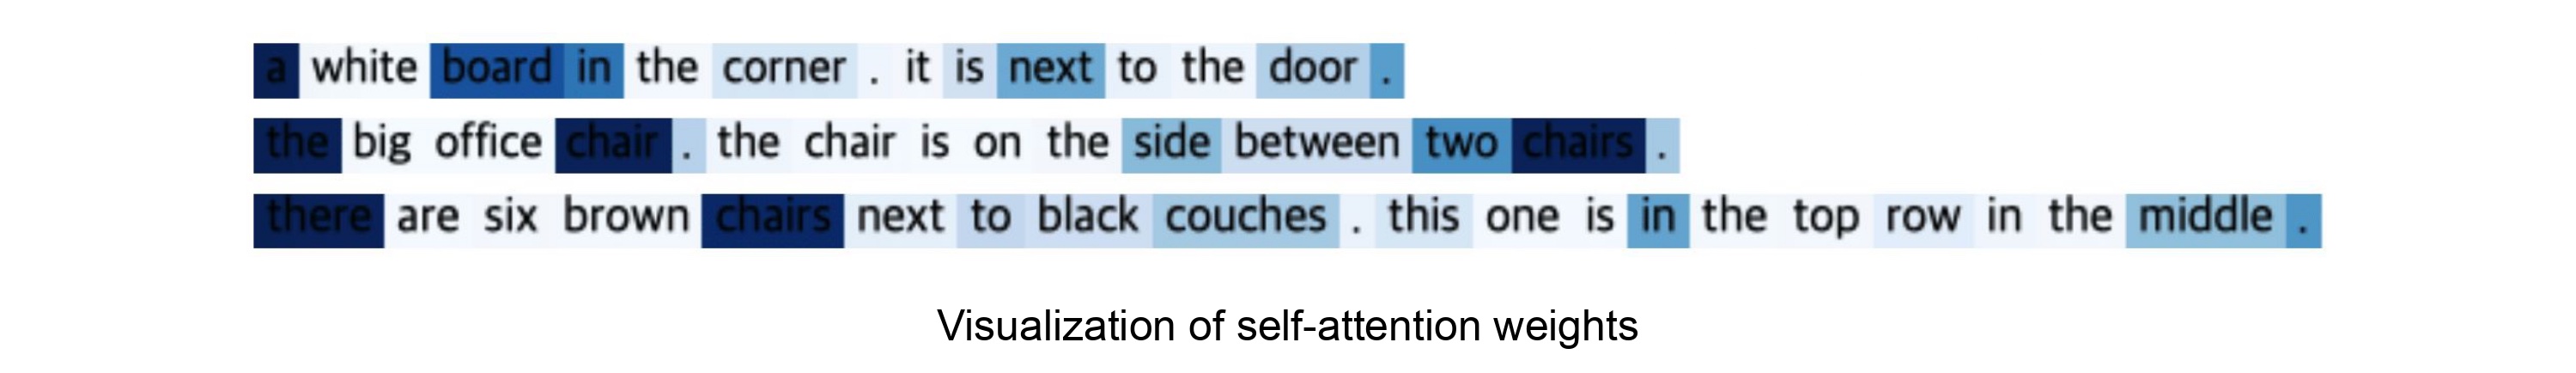 a white board in the corner . it is next to the door .
the big office chair . the chair is on the side between two chairs .
there are six brown chairs next to black couches . this one is in the top row in the middle .
Visualization of self-attention weights